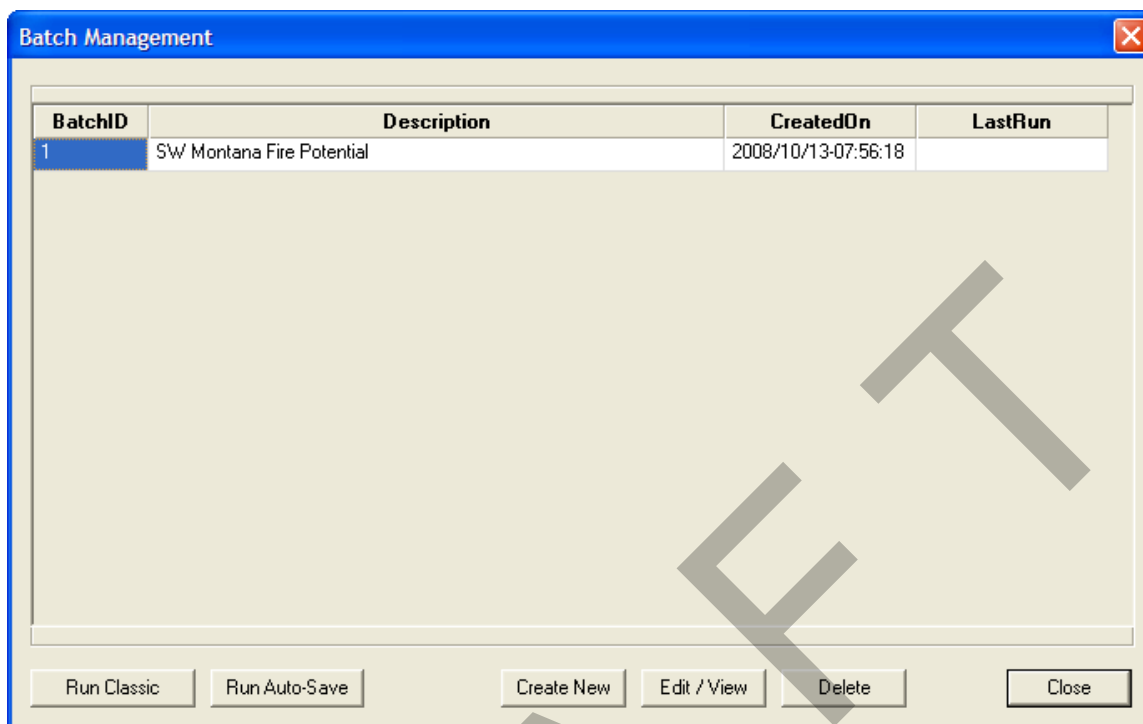 Batch Management
BatchID Description CreatedOn LastRun
1 SW Montana Fire Potential 2008/10/13-07:56:18
Run Classic Run Auto-Save Create New Edit / View Delete Close
F T